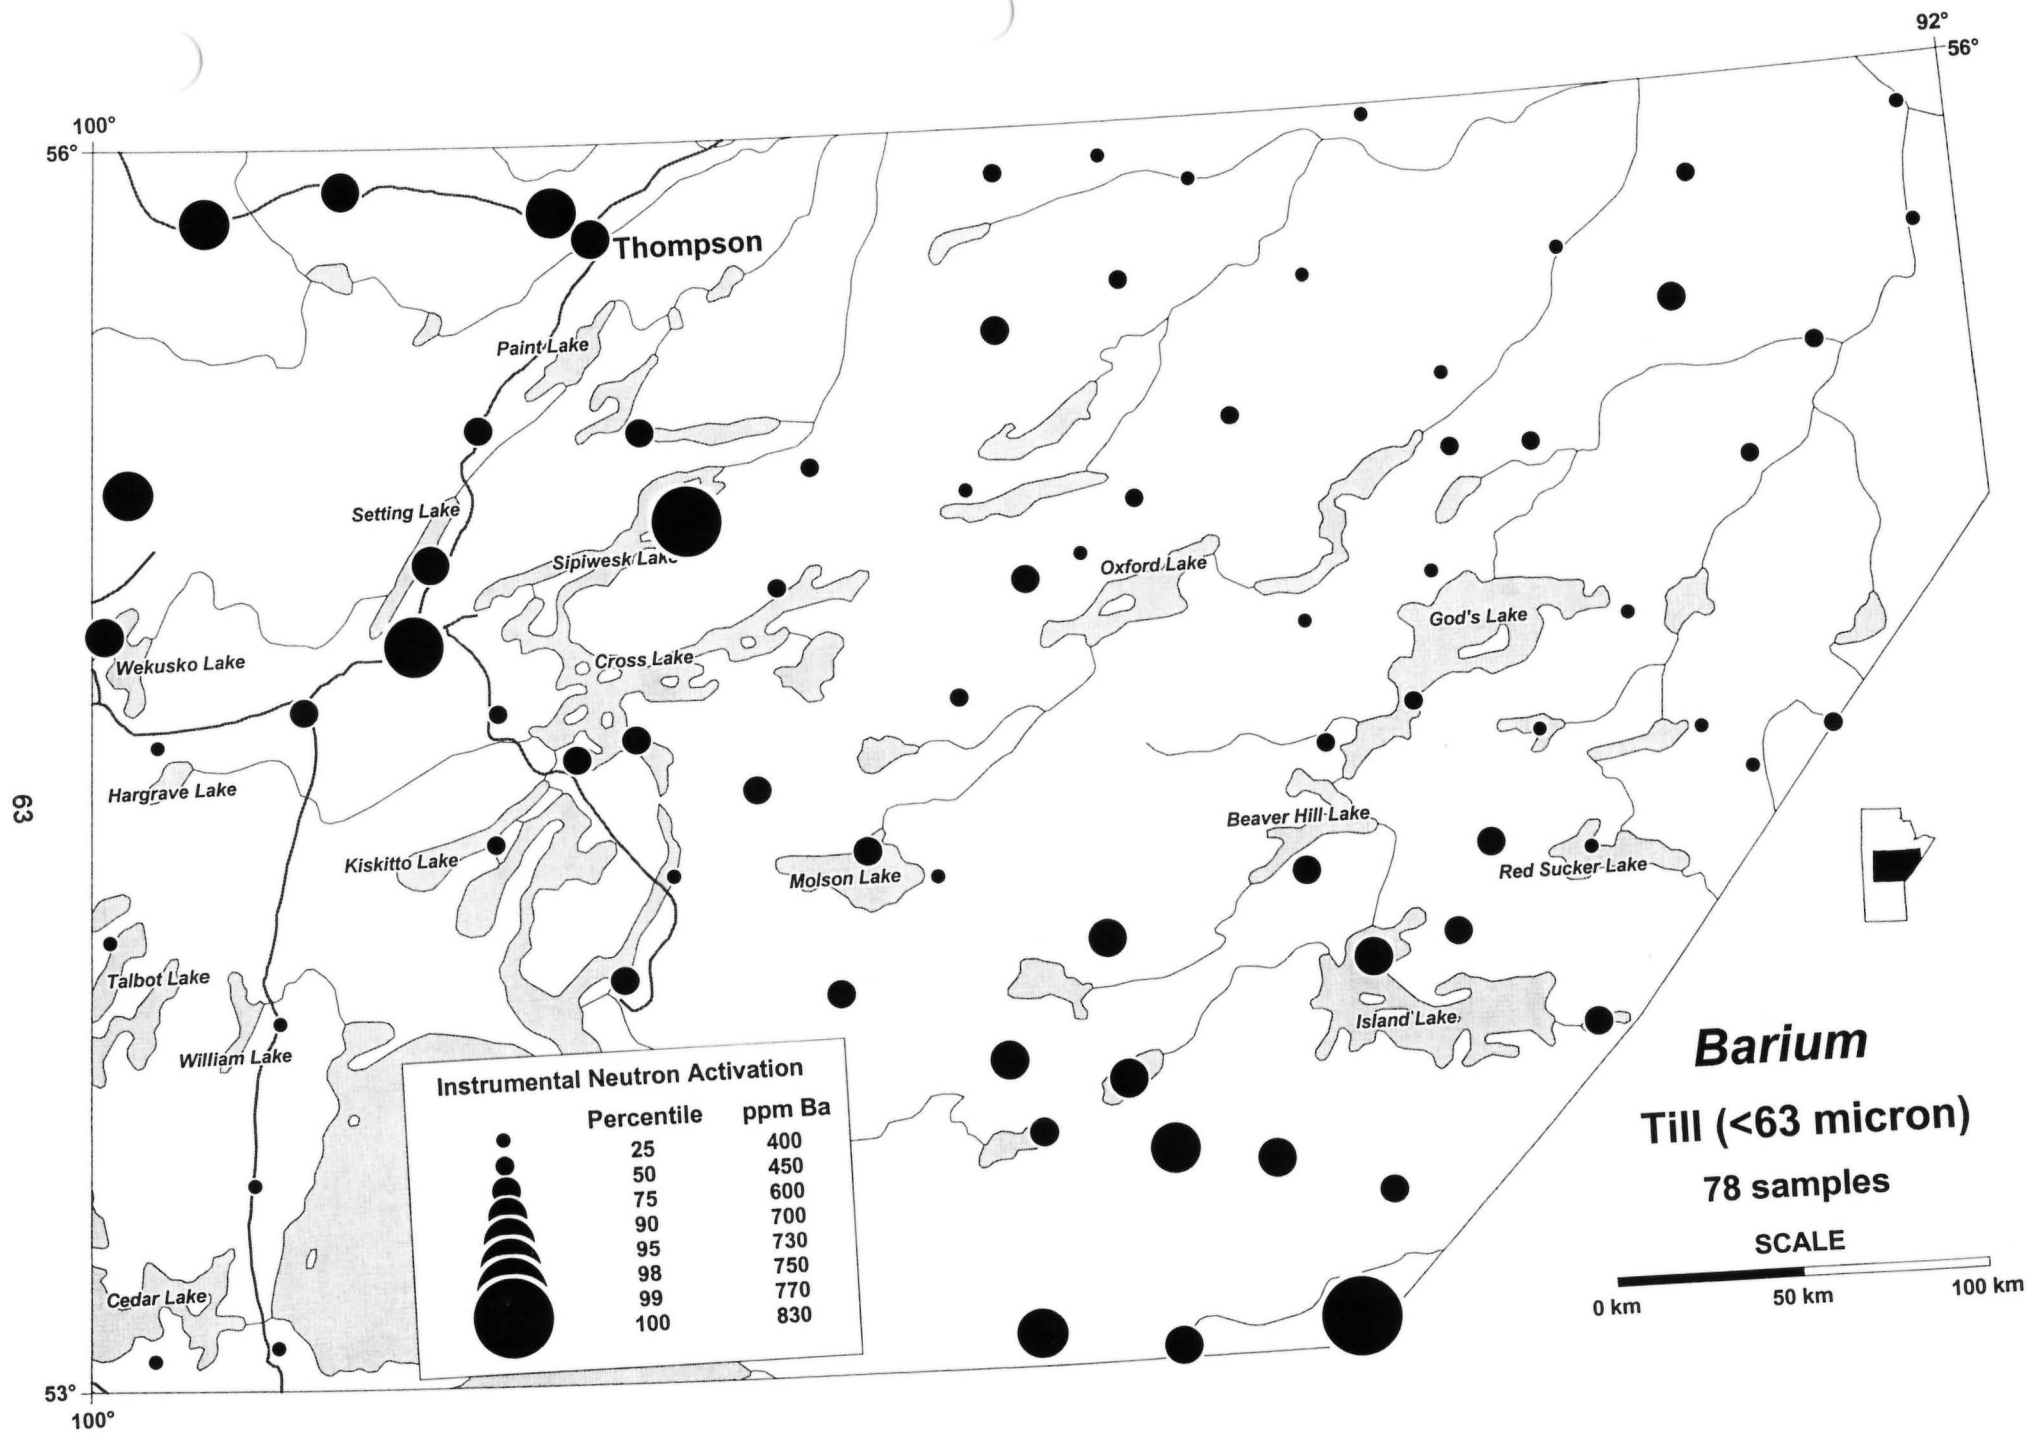 92°
56°
100°
56°
Thompson
Paint Lake
Setting Lake
Sipiwesk Lake
Oxford Lake
God's Lake
Wekusko Lake
Cross Lake
Hargrave Lake
Beaver Hill Lake
Kiskitto Lake
Molson Lake
Red Sucker Lake
63
Talbot Lake
Island Lake
William Lake
Cedar Lake
Instrumental Neutron Activation
Percentile ppm Ba
25 400
50 450
75 600
90 700
95 730
98 750
99 770
100 830
Barium
Till (<63 micron)
78 samples
SCALE
0 km 50 km 100 km
53°
100°